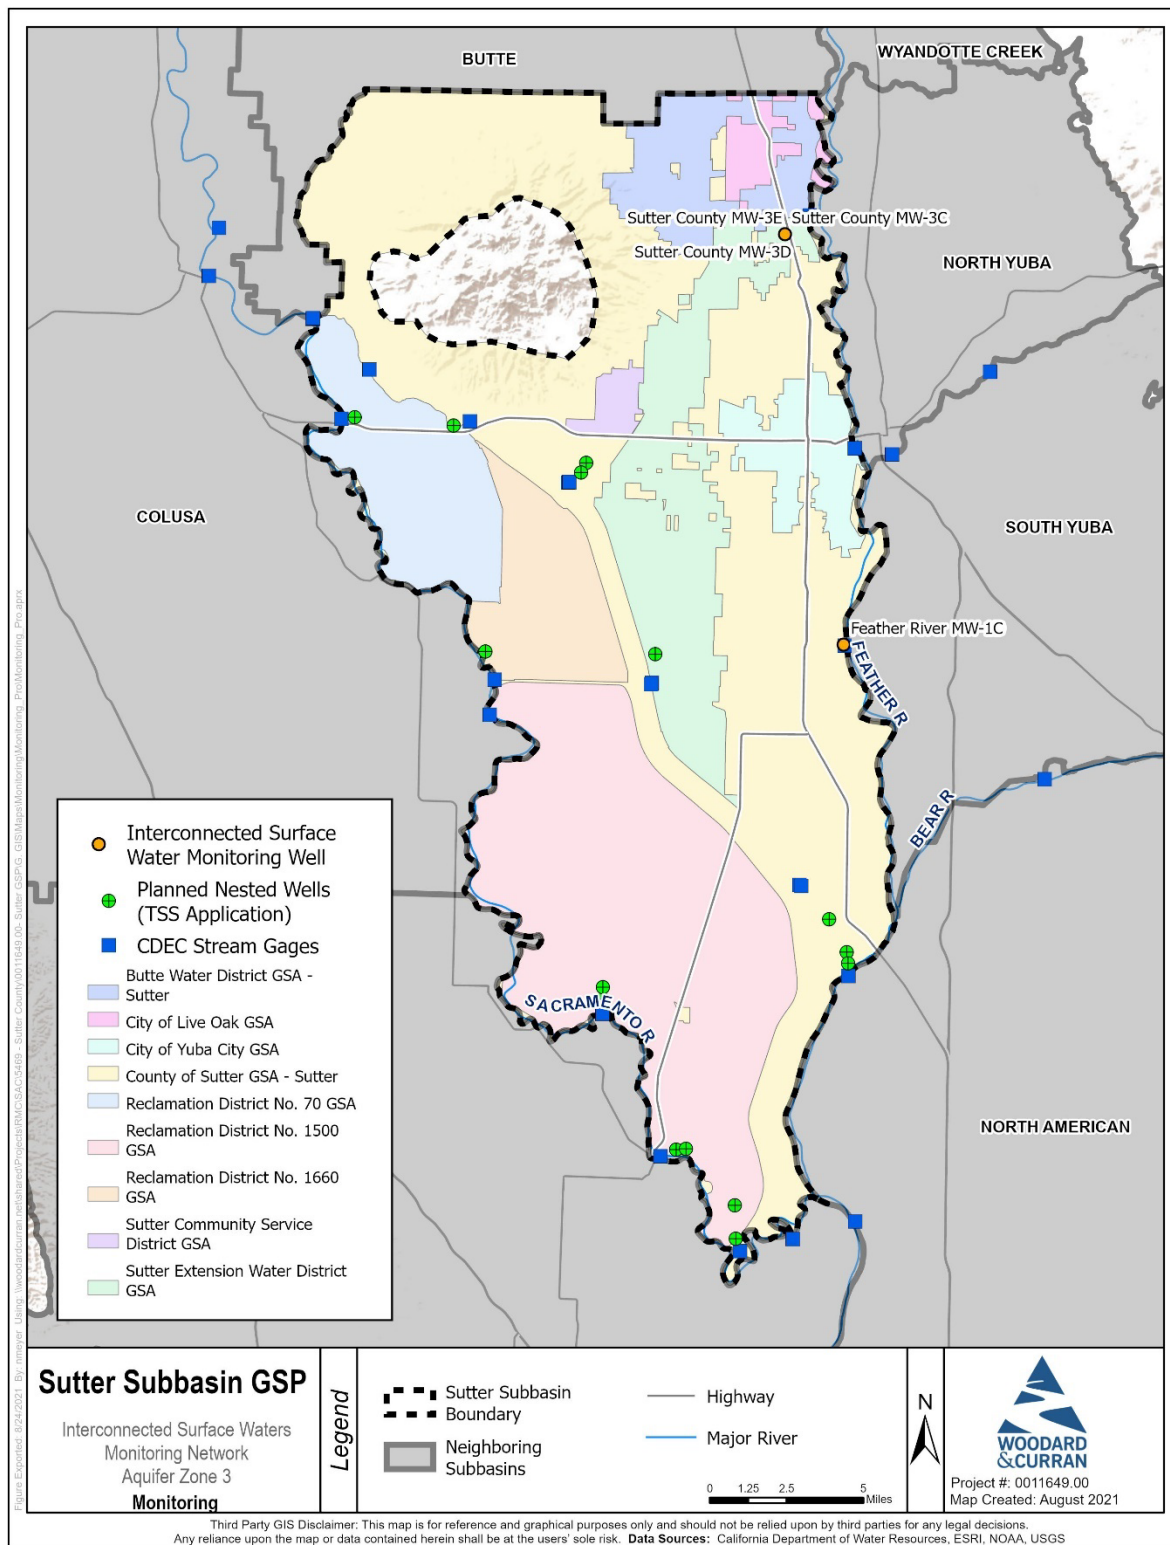 BUTTE
WYANDOTTE CREEK
Sutter County MW-3E
Sutter County MW-3C
Sutter County MW-3D
NORTH YUBA
COLUSA
SOUTH YUBA
Feather River MW-1C
FEATHER R
BEAR R
SACRAMENTO R
NORTH AMERICAN
Interconnected Surface
Water Monitoring Well
Planned Nested Wells
(TSS Application)
CDEC Stream Gages
Butte Water District GSA -
Sutter
City of Live Oak GSA
City of Yuba City GSA
County of Sutter GSA - Sutter
Reclamation District No. 70 GSA
Reclamation District No. 1500
GSA
Reclamation District No. 1660
GSA
Sutter Community Service
District GSA
Sutter Extension Water District
GSA
Sutter Subbasin GSP
Interconnected Surface Waters
Monitoring Network
Aquifer Zone 3
Monitoring
Legend
Sutter Subbasin
Boundary
Neighboring
Subbasins
Highway
Major River
0 1.25 2.5 5
Miles
N
WOODARD
&CURRAN
Project #: 0011649.00
Map Created: August 2021
Third Party GIS Disclaimer: This map is for reference and graphical purposes only and should not be relied upon by third parties for any legal decisions.
Any reliance upon the map or data contained herein shall be at the users' sole risk. Data Sources: California Department of Water Resources, ESRI, NOAA, USGS
Figure Exported: 8/24/2021 By: nmeyer Using: